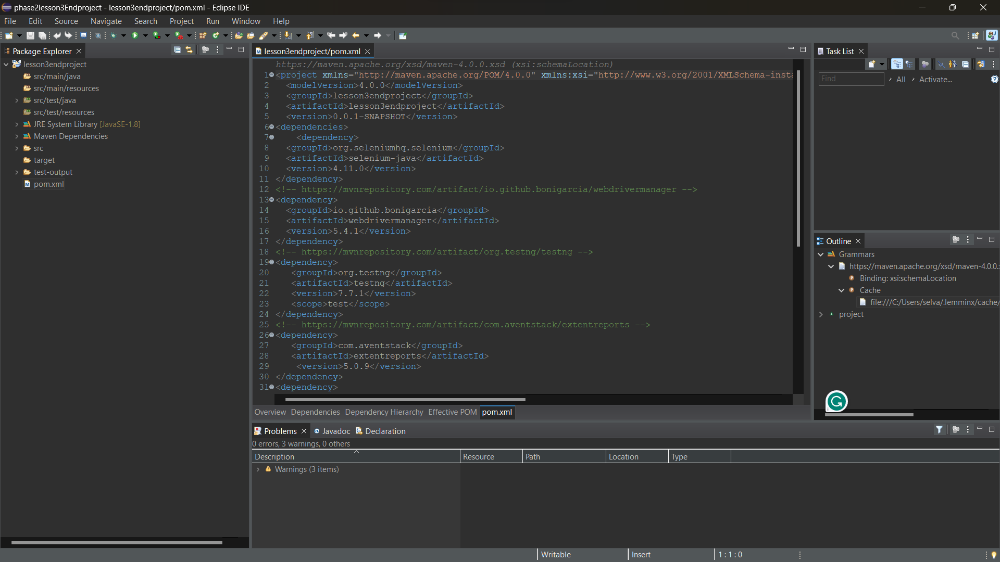 phase2lesson3Endproject - lesson3endproject/pom.xml - Eclipse IDE
File Edit Source Navigate Search Project Run Window Help
Package Explorer
lesson3endproject
src/main/java
src/main/resources
src/test/java
src/test/resources
JRE System Library [JavaSE-1.8]
Maven Dependencies
src
target
test-output
pom.xml
lesson3endproject/pom.xml
https://maven.apache.org/xsd/maven-4.0.0.xsd (xsi:schemaLocation)
1 <project xmlns="http://maven.apache.org/POM/4.0.0" xmlns:xsi="http://www.w3.org/2001/XMLSchema-insta
2 <modelVersion>4.0.0</modelVersion>
3 <groupId>lesson3endproject</groupId>
4 <artifactId>lesson3endproject</artifactId>
5 <version>0.0.1-SNAPSHOT</version>
6 <dependencies>
7 <dependency>
8 <groupId>org.seleniumhq.selenium</groupId>
9 <artifactId>selenium-java</artifactId>
10 <version>4.11.0</version>
11 </dependency>
12 <!-- https://mvnrepository.com/artifact/io.github.bonigarcia/webdrivermanager -->
13 <dependency>
14 <groupId>io.github.bonigarcia</groupId>
15 <artifactId>webdrivermanager</artifactId>
16 <version>5.4.1</version>
17 </dependency>
18 <!-- https://mvnrepository.com/artifact/org.testng/testng -->
19 <dependency>
20 <groupId>org.testng</groupId>
21 <artifactId>testng</artifactId>
22 <version>7.7.1</version>
23 <scope>test</scope>
24 </dependency>
25 <!-- https://mvnrepository.com/artifact/com.aventstack/extentreports -->
26 <dependency>
27 <groupId>com.aventstack</groupId>
28 <artifactId>extentreports</artifactId>
29 <version>5.0.9</version>
30 </dependency>
31 <dependency>
Overview Dependencies Dependency Hierarchy Effective POM pom.xml
Task List
Find All Activate...
Outline
Grammars
https://maven.apache.org/xsd/maven-4.0.0.
Binding: xsi:schemaLocation
Cache
file:///C:/Users/selva/.lemminx/cache/
project
Problems Javadoc Declaration
0 errors, 3 warnings, 0 others
Description Resource Path Location Type
Warnings (3 items)
Writable Insert 1 : 1 : 0